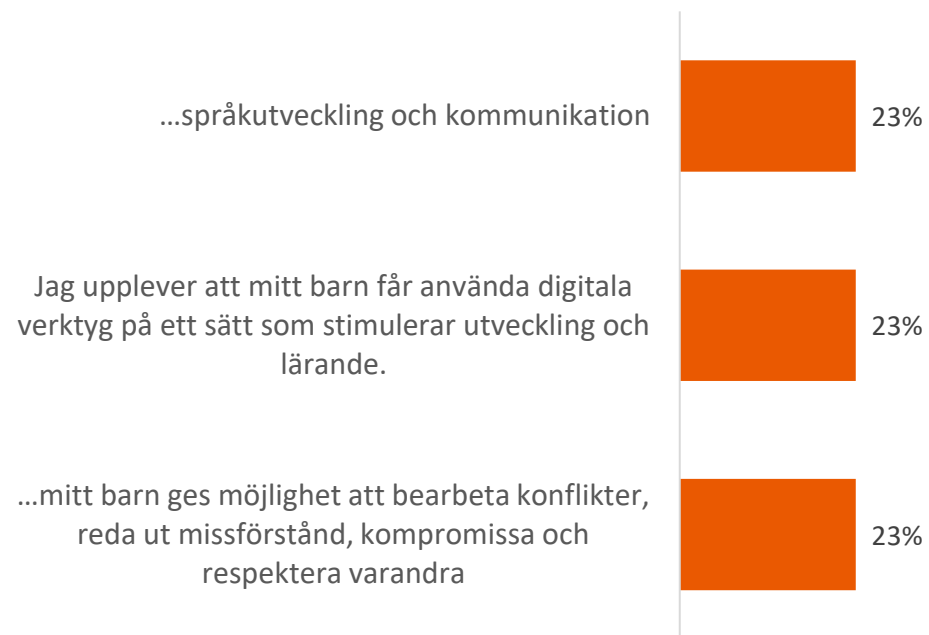 ...språkutveckling och kommunikation
23%
Jag upplever att mitt barn får använda digitala
verktyg på ett sätt som stimulerar utveckling och
lärande.
23%
...mitt barn ges möjlighet att bearbeta konflikter,
reda ut missförstånd, kompromissa och
respektera varandra
23%